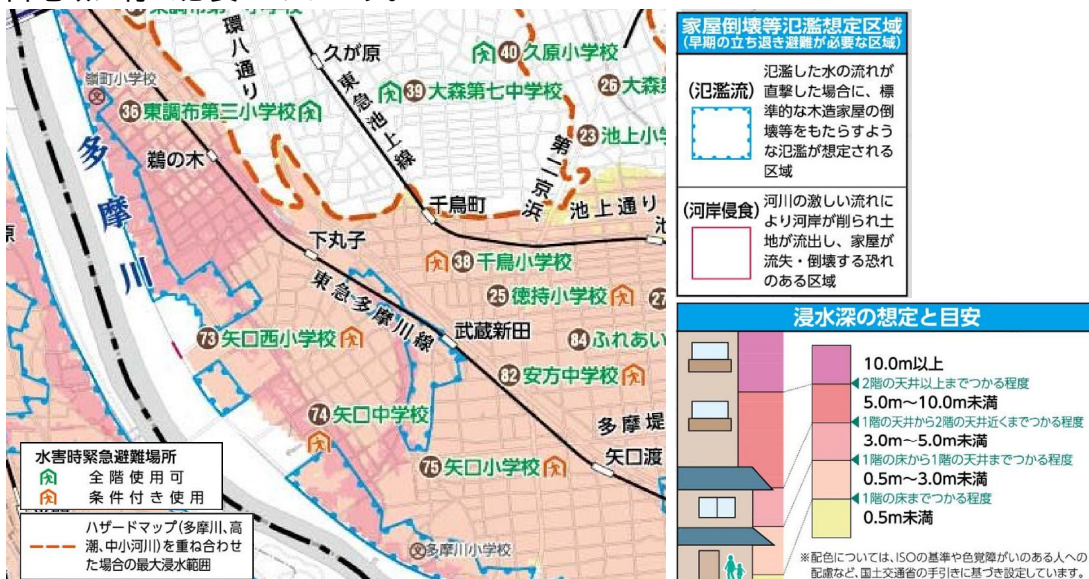 環八通り
久が原
東急池上線
40 久原小学校
39 大森第七中学校
26
23
第二京浜
池上通り
嶺町小学校
36 東調布第三小学校
鵜の木
多摩川
千鳥町
下丸子
38 千鳥小学校
東急多摩川線
25 徳持小学校
27
武蔵新田
84 ふれあい
73 矢口西小学校
82 安方中学校
74 矢口中学校
多摩堤
75 矢口小学校
矢口渡
多摩川小学校
水害時緊急避難場所
全階使用可
条件付き使用
ハザードマップ(多摩川、高
潮、中小河川)を重ね合わせ
た場合の最大浸水範囲
家屋倒壊等氾濫想定区域
(早期の立ち退き避難が必要な区域)
(氾濫流)
氾濫した水の流れが
直撃した場合に、標
準的な木造家屋の倒
壊等をもたらすよう
な氾濫が想定される
区域
(河岸侵食)
河川の激しい流れに
より河岸が削られ土
地が流出し、家屋が
流失・倒壊する恐れ
のある区域
浸水深の想定と目安
10.0m以上
2階の天井以上までつかる程度
5.0m～10.0m未満
1階の天井から2階の天井近くまでつかる程度
3.0m～5.0m未満
1階の床から1階の天井までつかる程度
0.5m～3.0m未満
1階の床までつかる程度
0.5m未満
※配色については、ISOの基準や色覚障がいのある人への
配慮など、国土交通省の手引きに基づき設定しています。